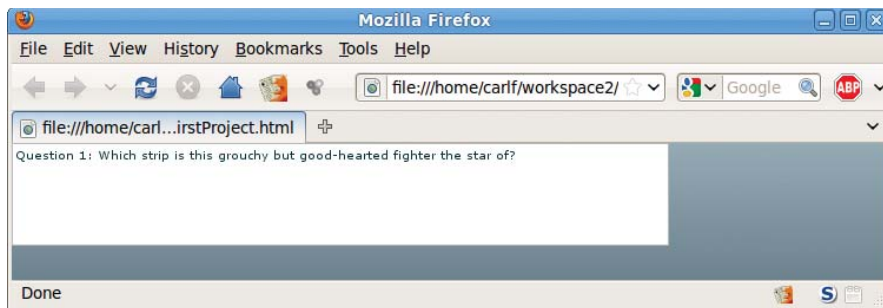 Mozilla Firefox
File Edit View History Bookmarks Tools Help
file:///home/carlf/workspace2/ Google ABP
file:///home/carl...irstProject.html
Question 1: Which strip is this grouchy but good-hearted fighter the star of?
Done S